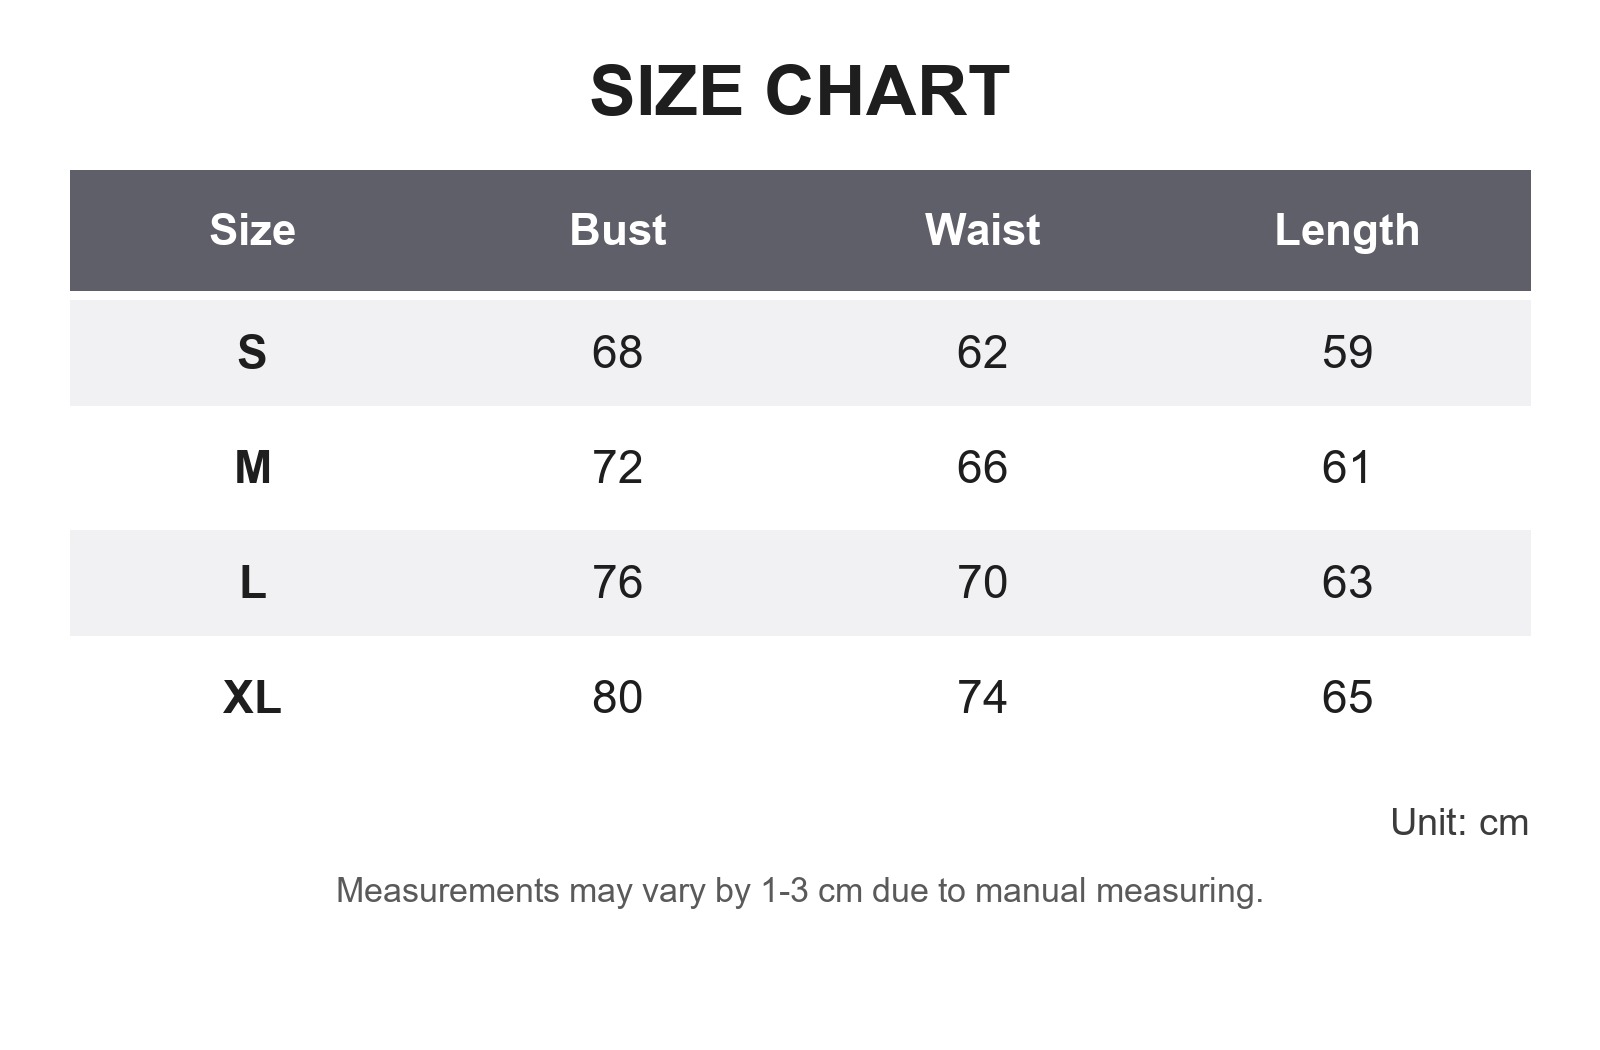 SIZE CHART
Size Bust Waist Length
S 68 62 59
M 72 66 61
L 76 70 63
XL 80 74 65
Unit: cm
Measurements may vary by 1-3 cm due to manual measuring.